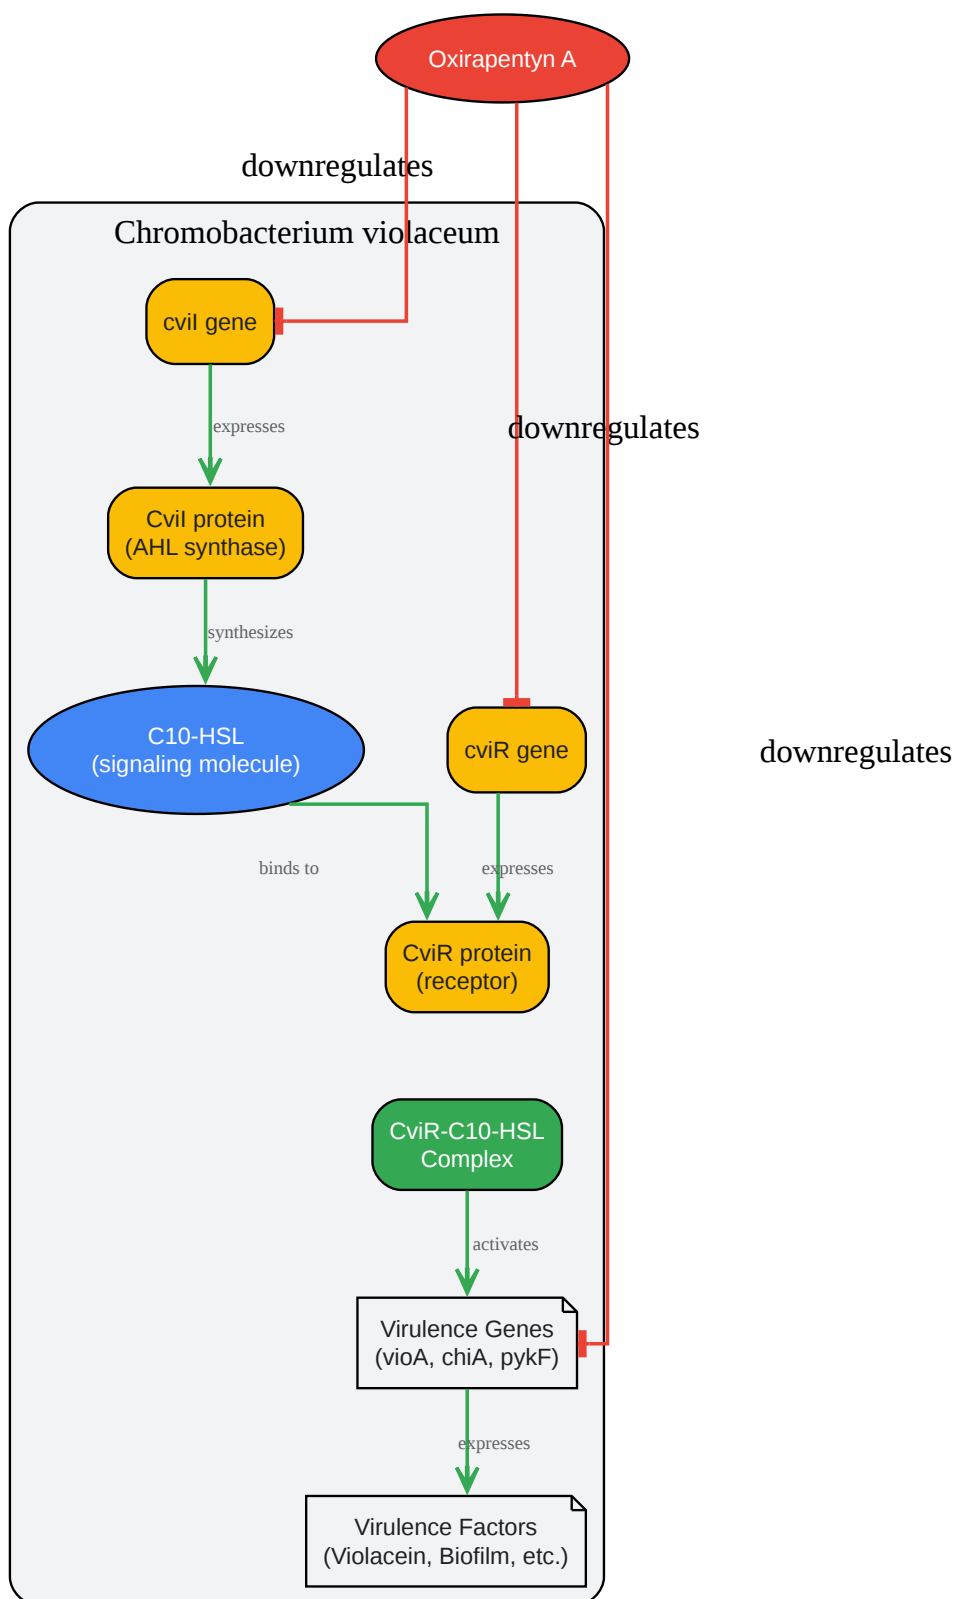 Oxirapentyn A
downregulates
Chromobacterium violaceum
cviI gene
downregulates
expresses
CviI protein
(AHL synthase)
synthesizes
C10-HSL
(signaling molecule)
cviR gene
downregulates
binds to
expresses
CviR protein
(receptor)
CviR-C10-HSL
Complex
activates
Virulence Genes
(vioA, chiA, pykF)
expresses
Virulence Factors
(Violacein, Biofilm, etc.)